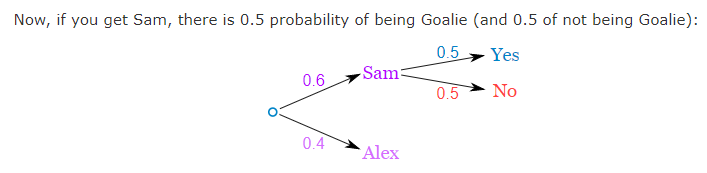 Now, if you get Sam, there is 0.5 probability of being Goalie (and 0.5 of not being Goalie):
0.5 Yes
0.6 Sam
0.5 No
0.4 Alex